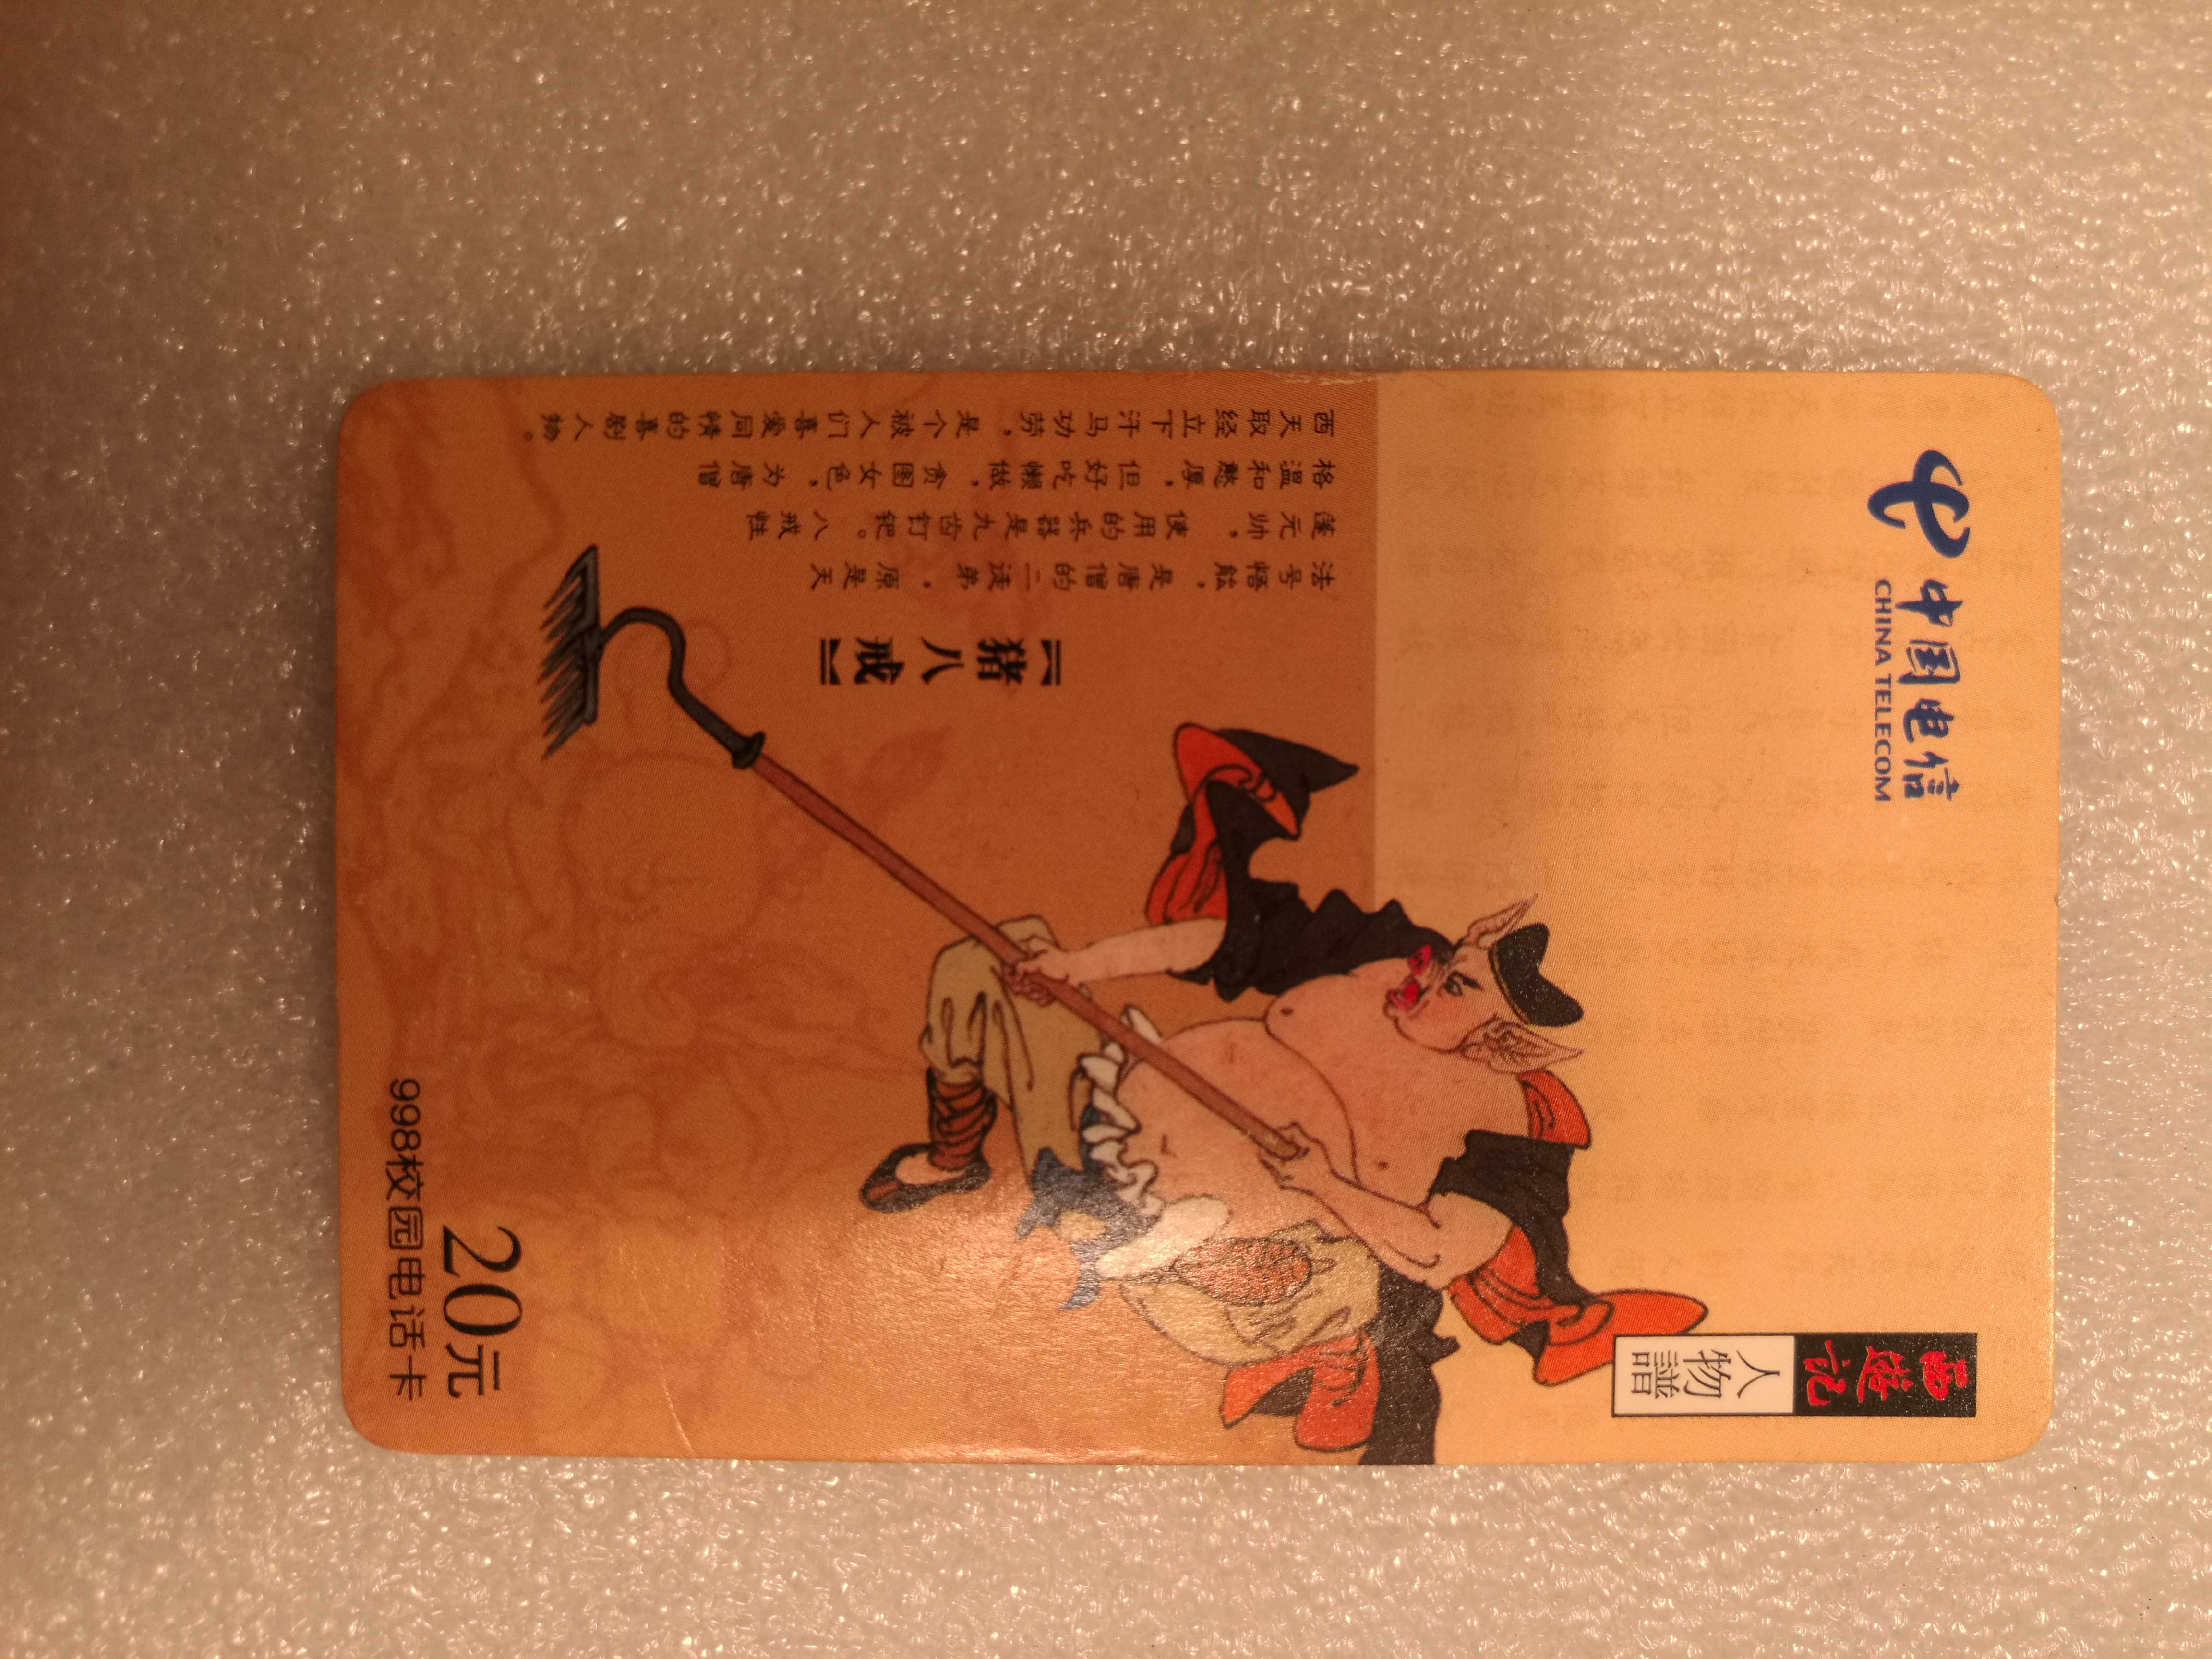 中国电信
CHINA TELECOM
西遊记
人物譜
【猪八戒】
法号悟能，是唐僧的二徒弟，原是天
蓬元帅，使用的兵器是九齿钉钯。八戒性
格温和憨厚，但好吃懒做，贪图女色，为唐僧
西天取经立下汗马功劳，是个被人们喜爱同情的喜剧人物。
20元
998校园电话卡